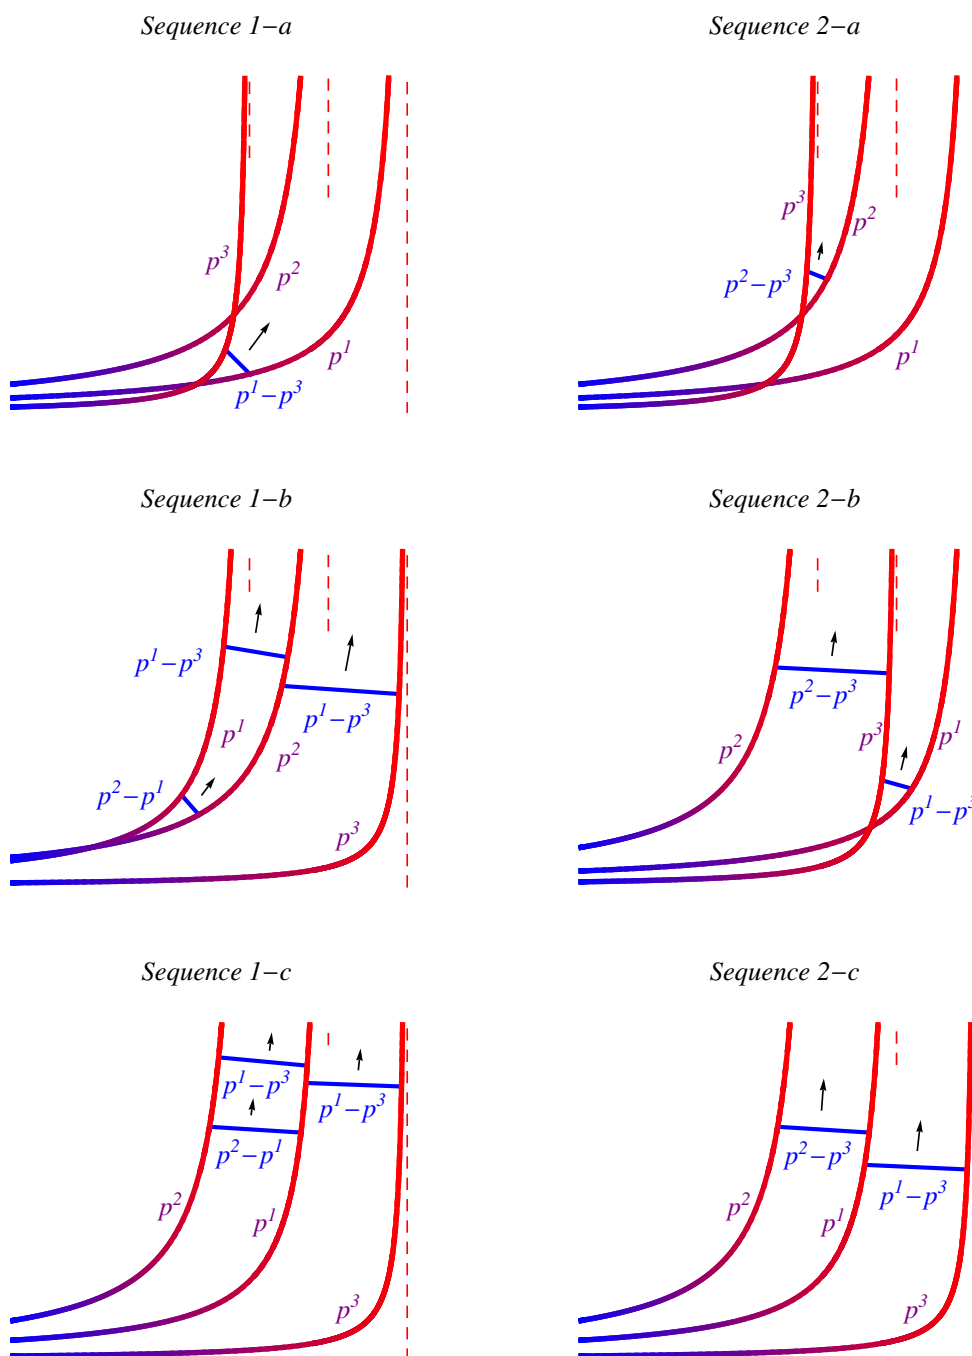 Sequence 1−a
Sequence 2−a
p³
p²
p¹
p¹−p³
p³
p²
p²−p³
p¹
Sequence 1−b
Sequence 2−b
p¹−p³
p¹−p³
p¹
p²
p²−p¹
p³
p²−p³
p²
p³
p¹
p¹−p³
Sequence 1−c
Sequence 2−c
p¹−p³
p¹−p³
p²−p¹
p²
p¹
p³
p²−p³
p¹−p³
p²
p¹
p³